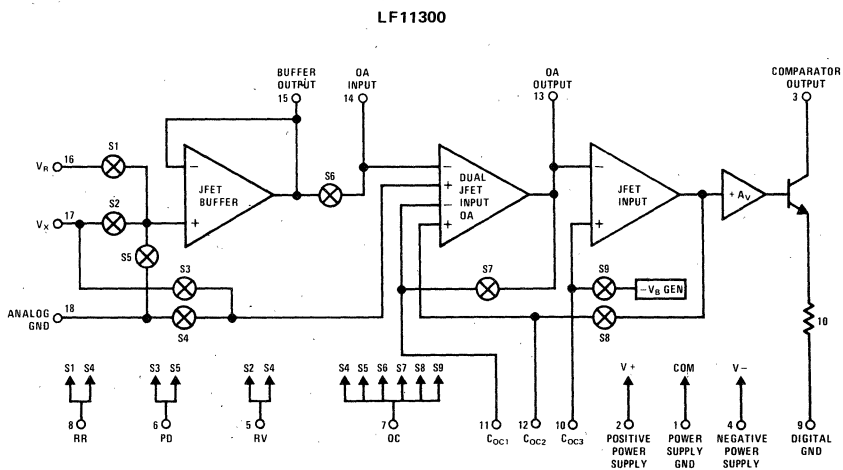 LF11300
BUFFER OUTPUT
15
OA INPUT
14
OA OUTPUT
13
COMPARATOR OUTPUT
3
VR 16
S1
VX 17
S2
S5
S3
S4
ANALOG GND
18
−
+
JFET BUFFER
S6
−
+
−
+
DUAL JFET INPUT OA
S7
−
+
JFET INPUT
S9
−VB GEN
S8
+ AV
10
S1 S4
8
RR
S3 S5
6
PD
S2 S4
5
RV
S4 S5 S6 S7 S8 S9
7
OC
11
COC1
12
COC2
10
COC3
V +
2
POSITIVE POWER SUPPLY
COM
1
POWER SUPPLY GND
V −
4
NEGATIVE POWER SUPPLY
9
DIGITAL GND